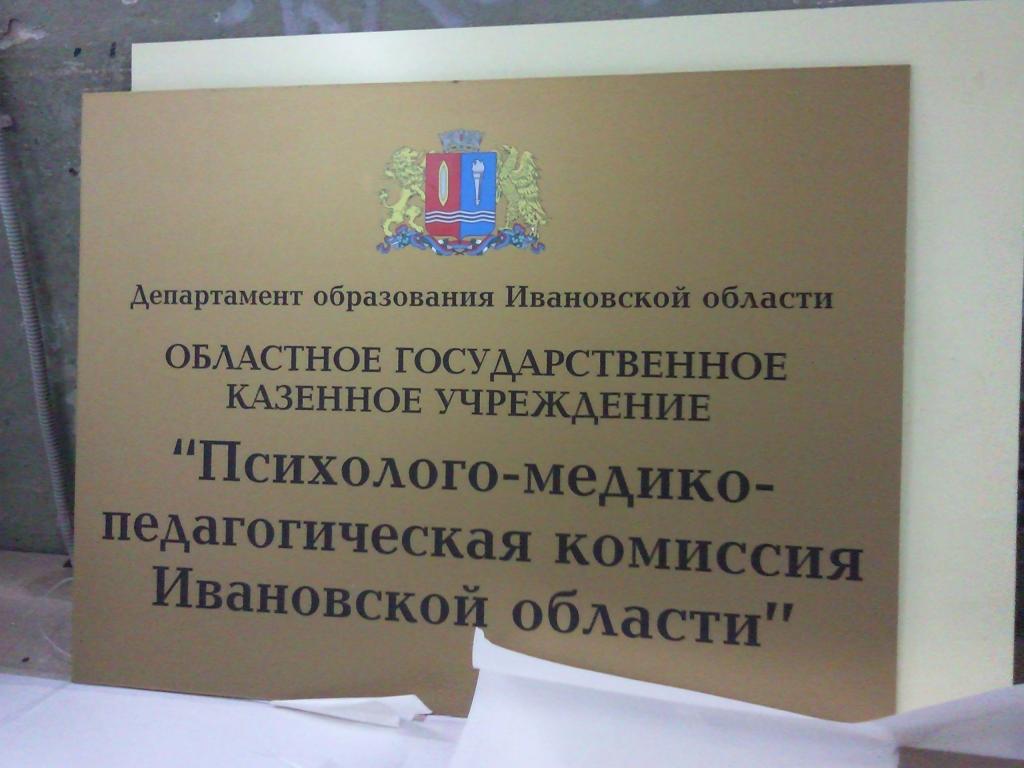 Департамент образования Ивановской области
ОБЛАСТНОЕ ГОСУДАРСТВЕННОЕ
КАЗЕННОЕ УЧРЕЖДЕНИЕ
“Психолого-медико-
педагогическая комиссия
Ивановской области”